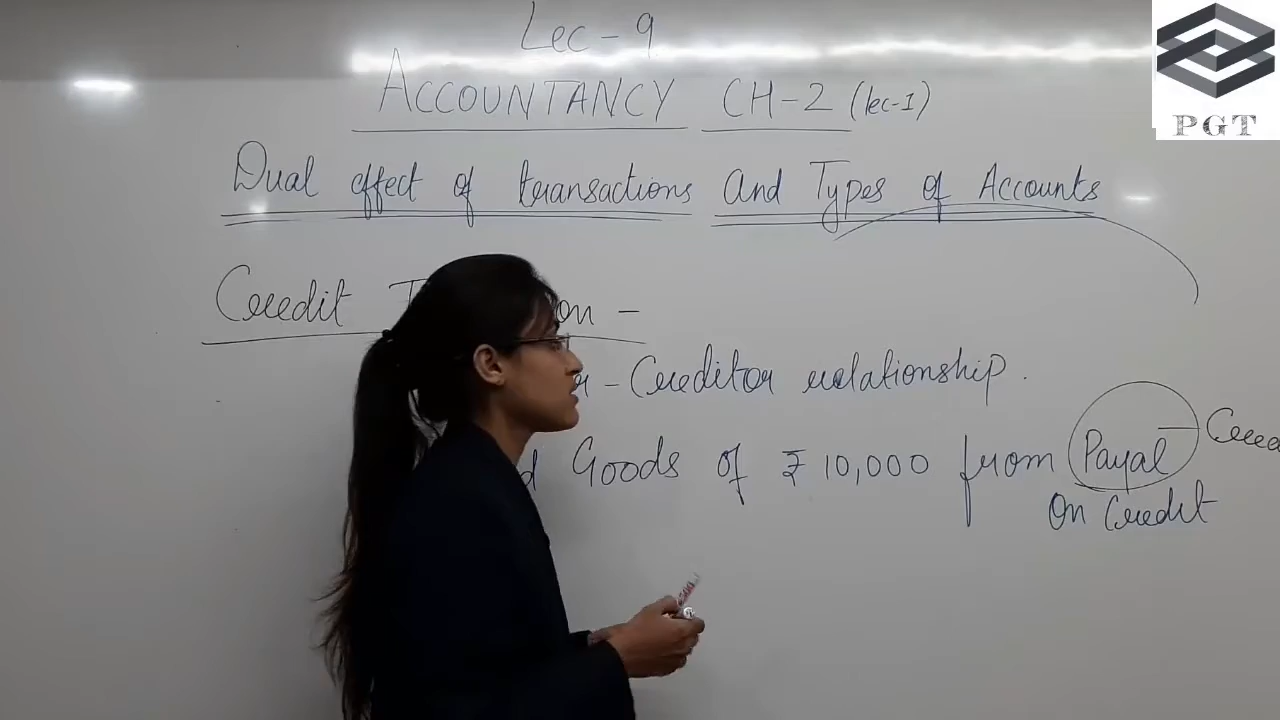 Lec - 9
PGT
ACCOUNTANCY CH-2 (lec-1)
Dual effect of transactions and Types of Accounts
Credit on -
- Creditor relationship.
Goods of ₹ 10,000 from Payal
On Credit